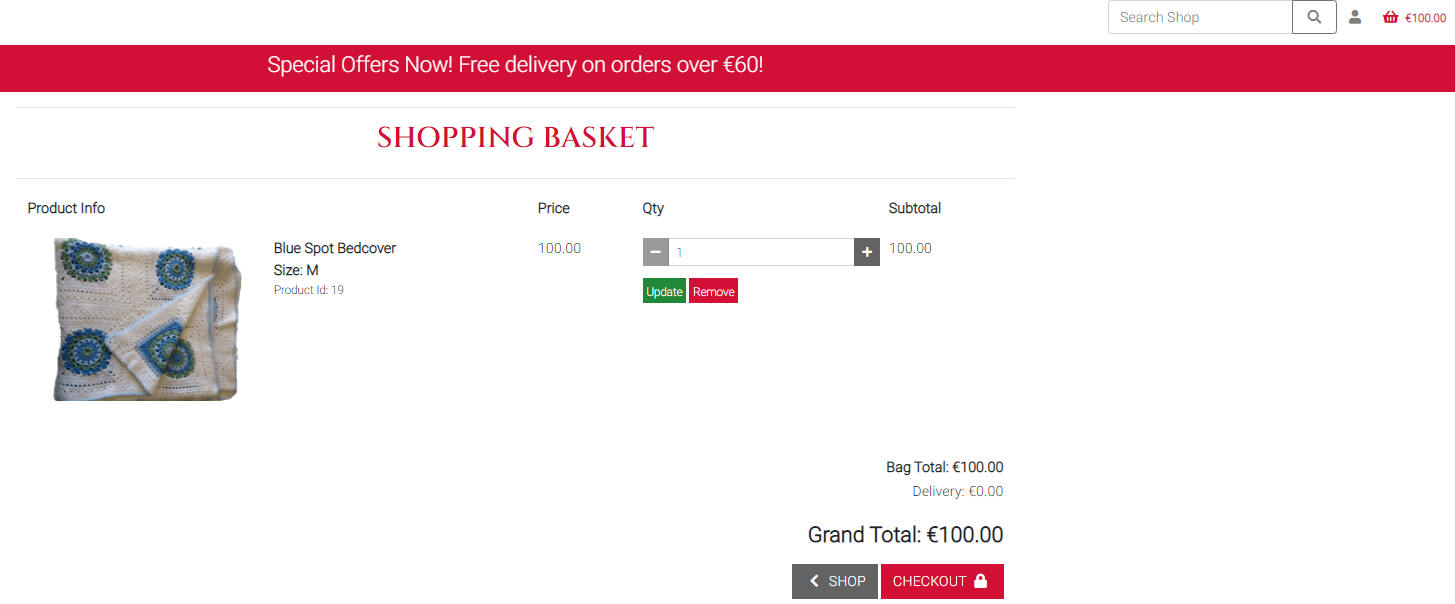 Search Shop
€100.00
Special Offers Now! Free delivery on orders over €60!
SHOPPING BASKET
Product Info Price Qty Subtotal
Blue Spot Bedcover 100.00 1 100.00
Size: M
Product Id: 19
Update Remove
Bag Total: €100.00
Delivery: €0.00
Grand Total: €100.00
SHOP CHECKOUT